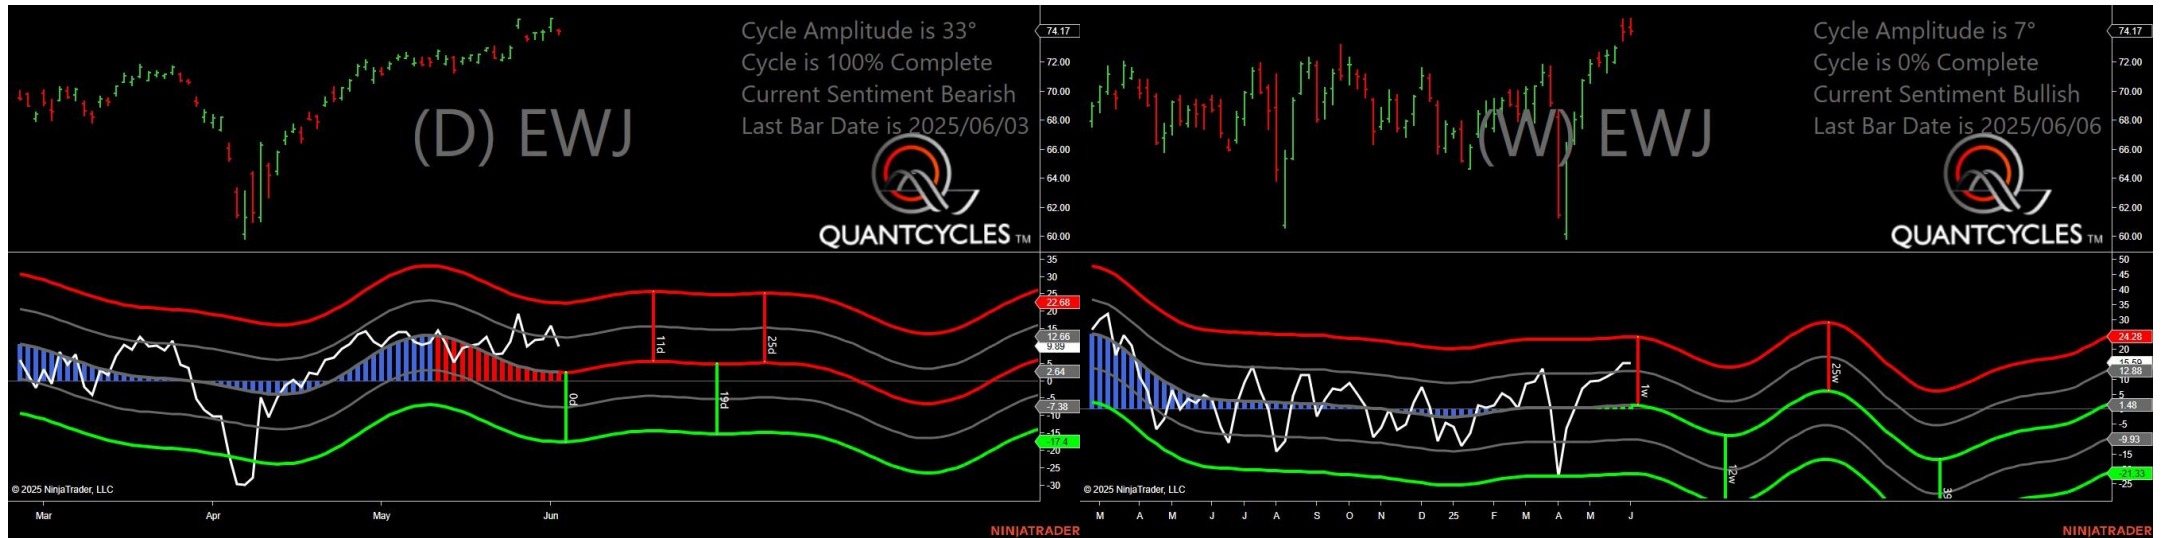 Cycle Amplitude is 33°
Cycle is 100% Complete
Current Sentiment Bearish
Last Bar Date is 2025/06/03
(D) EWJ
QUANTCYCLES TM
74.17
72.00
70.00
68.00
66.00
64.00
62.00
60.00
35
30
25
22.68
20
15
12.66
9.89
5
2.64
0
-5
-7.38
-10
-15
-17.4
-20
-25
-30
11d
25d
0d
19d
© 2025 NinjaTrader, LLC
Mar Apr May Jun
NINJATRADER
Cycle Amplitude is 7°
Cycle is 0% Complete
Current Sentiment Bullish
Last Bar Date is 2025/06/06
(W) EWJ
QUANTCYCLES TM
74.17
72.00
70.00
68.00
66.00
64.00
62.00
60.00
50
45
40
35
30
24.28
20
15.59
12.88
10
5
1.48
-5
-9.93
-15
-21.33
-25
1w
25w
12w
39
© 2025 NinjaTrader, LLC
M A M J J A S O N D 25 F M A M J
NINJATRADER